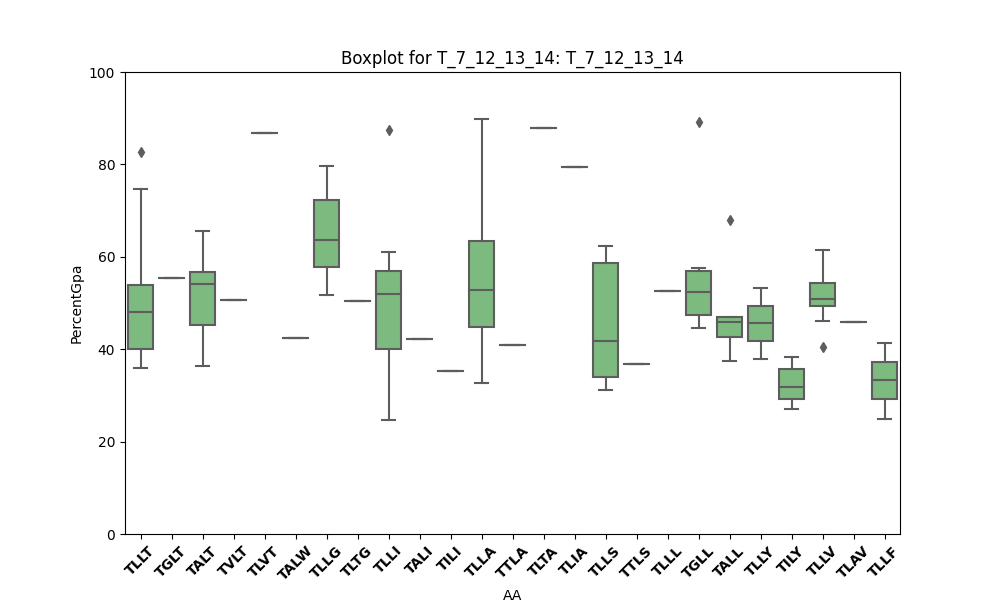 Boxplot for T_7_12_13_14: T_7_12_13_14
100
80
60
40
20
0
PercentGpa
TLLT TGLT TALT TVLT TLVT TALW TLLG TLTG TLLI TALI TILI TLLA TTLA TLTA TLIA TLLS TTLS TLLL TGLL TALL TLLY TILY TLLV TLAV TLLF
AA